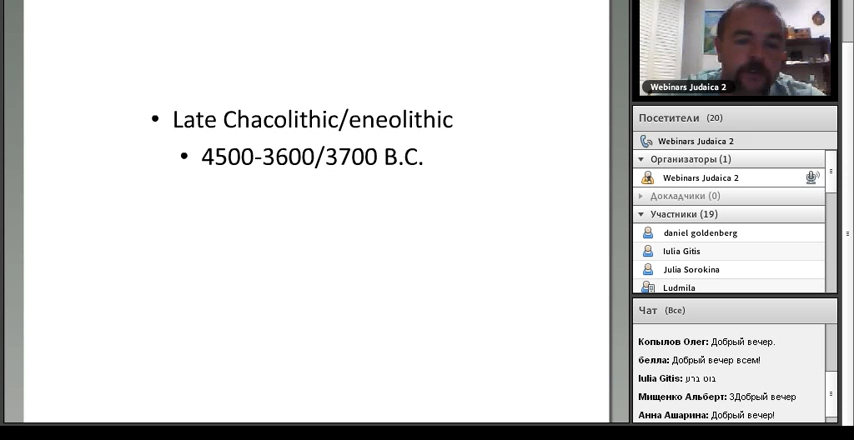 • Late Chacolithic/eneolithic
• 4500-3600/3700 B.C.
Webinars Judaica 2
Посетители (20)
Webinars Judaica 2
Организаторы (1)
Webinars Judaica 2
Докладчики (0)
Участники (19)
daniel goldenberg
Iulia Gitis
Julia Sorokina
Ludmila
Чат (Все)
Копылов Олег: Добрый вечер.
белла: Добрый вечер всем!
Iulia Gitis: בוט ברע
Мищенко Альберт: 3Добрый вечер
Анна Ашарина: Добрый вечер!